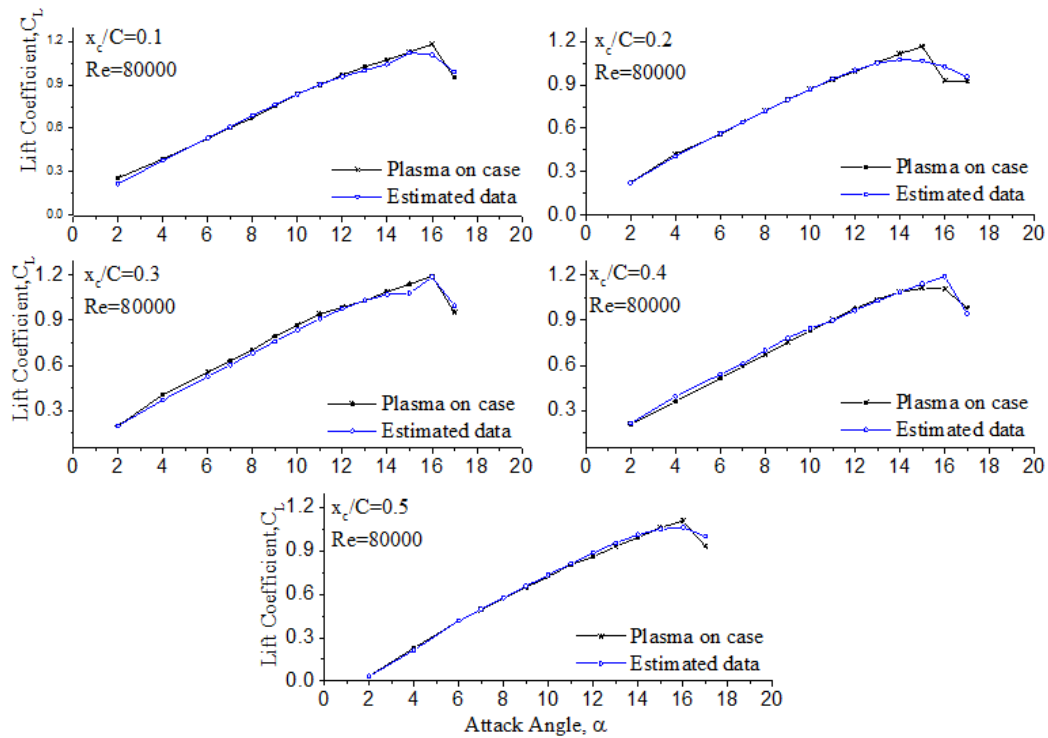 Lift Coefficient,C_L
1.2
0.9
0.6
0.3
0.0
x_c/C=0.1
Re=80000
Plasma on case
Estimated data
0 2 4 6 8 10 12 14 16 18 20
1.2
0.9
0.6
0.3
0.0
x_c/C=0.2
Re=80000
Plasma on case
Estimated data
0 2 4 6 8 10 12 14 16 18 20
Lift Coefficient,C_L
1.2
0.9
0.6
0.3
x_c/C=0.3
Re=80000
Plasma on case
Estimated data
0 2 4 6 8 10 12 14 16 18 20
1.2
0.9
0.6
0.3
x_c/C=0.4
Re=80000
Plasma on case
Estimated data
0 2 4 6 8 10 12 14 16 18 20
Lift Coefficient,C_L
1.2
0.9
0.6
0.3
0.0
x_c/C=0.5
Re=80000
Plasma on case
Estimated data
0 2 4 6 8 10 12 14 16 18 20
Attack Angle, α